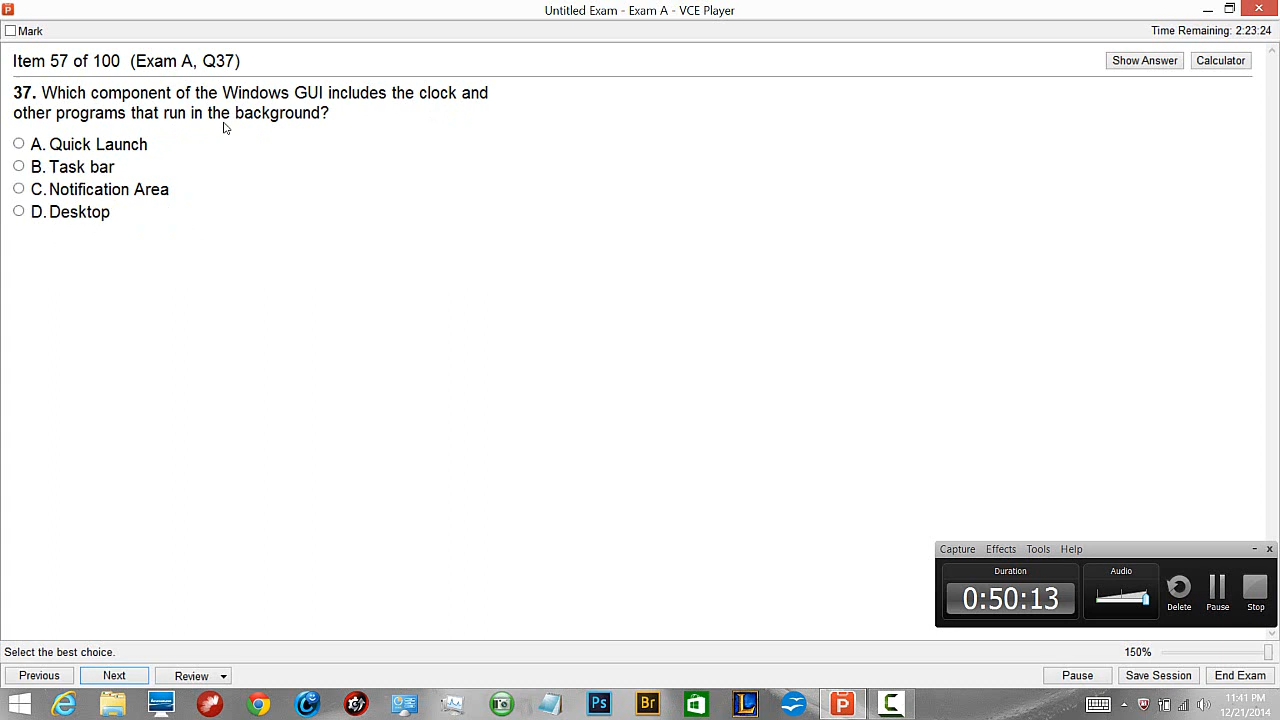 Untitled Exam - Exam A - VCE Player
Mark
Time Remaining: 2:23:24
Item 57 of 100 (Exam A, Q37)
Show Answer
Calculator
37. Which component of the Windows GUI includes the clock and
other programs that run in the background?
A. Quick Launch
B. Task bar
C. Notification Area
D. Desktop
Capture Effects Tools Help
Duration
Audio
0:50:13
Delete
Pause
Stop
Select the best choice.
150%
Previous
Next
Review
Pause
Save Session
End Exam
Ps
Br
L
11:41 PM
12/21/2014